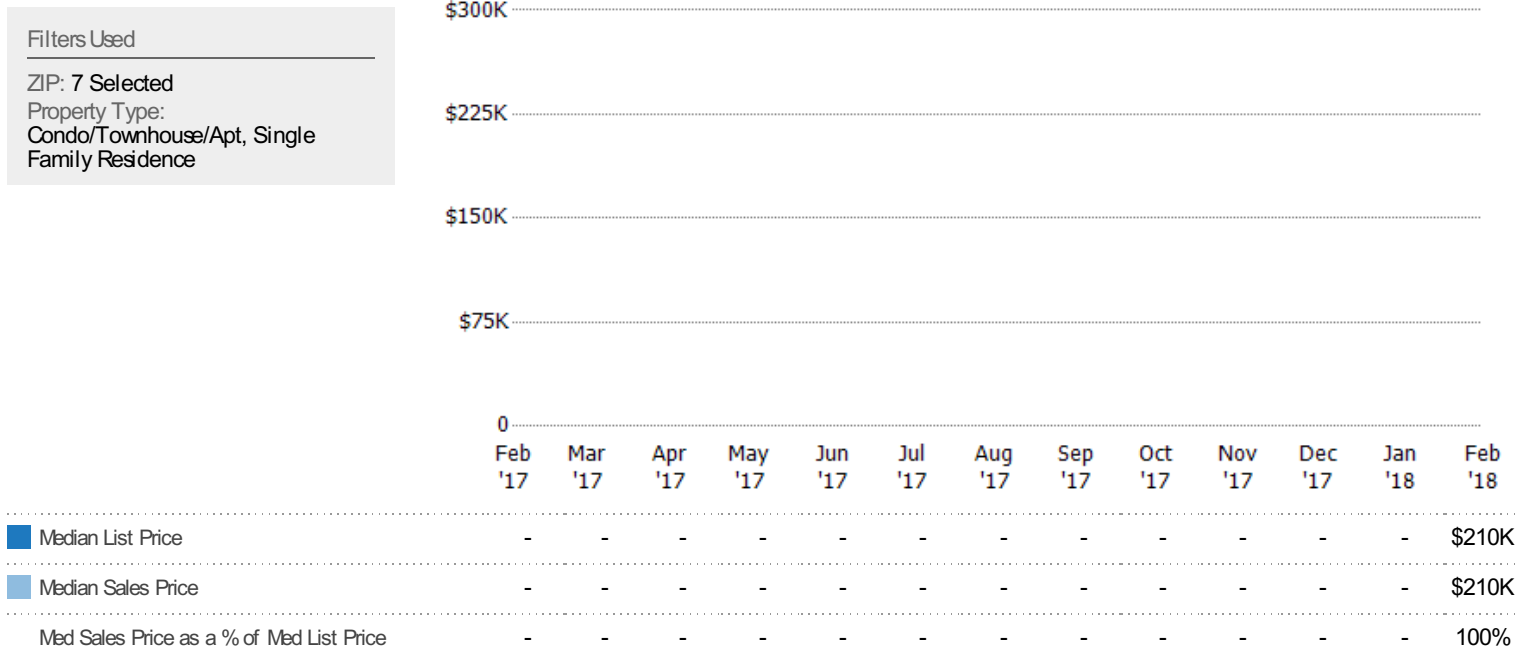 Filters Used
ZIP: 7 Selected
Property Type:
Condo/Townhouse/Apt, Single
Family Residence
$300K
$225K
$150K
$75K
0
Feb Mar Apr May Jun Jul Aug Sep Oct Nov Dec Jan Feb
'17 '17 '17 '17 '17 '17 '17 '17 '17 '17 '17 '18 '18
Median List Price - - - - - - - - - - - - $210K
Median Sales Price - - - - - - - - - - - - $210K
Med Sales Price as a % of Med List Price - - - - - - - - - - - - 100%